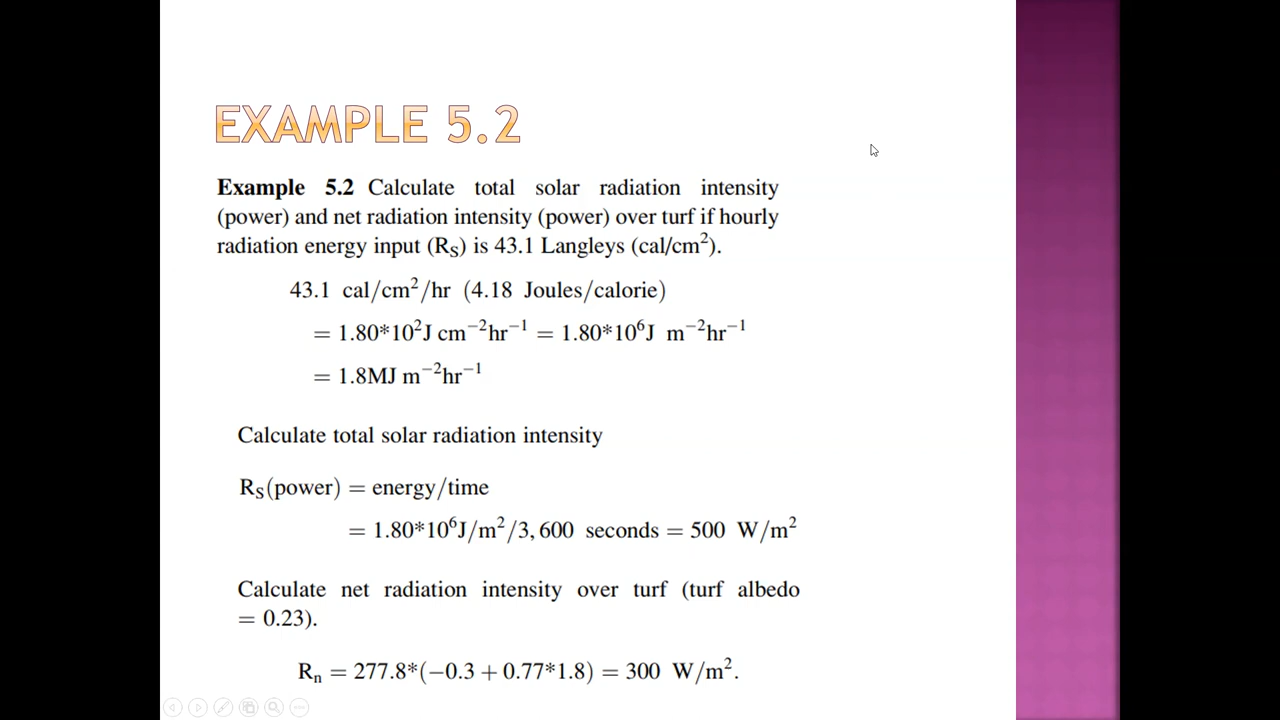 EXAMPLE 5.2
Example 5.2 Calculate total solar radiation intensity
(power) and net radiation intensity (power) over turf if hourly
radiation energy input (R_S) is 43.1 Langleys (cal/cm²).
43.1 cal/cm²/hr (4.18 Joules/calorie)
= 1.80*10²J cm⁻²hr⁻¹ = 1.80*10⁶J m⁻²hr⁻¹
= 1.8MJ m⁻²hr⁻¹
Calculate total solar radiation intensity
R_S(power) = energy/time
= 1.80*10⁶J/m²/3,600 seconds = 500 W/m²
Calculate net radiation intensity over turf (turf albedo
= 0.23).
R_n = 277.8*(−0.3 + 0.77*1.8) = 300 W/m².